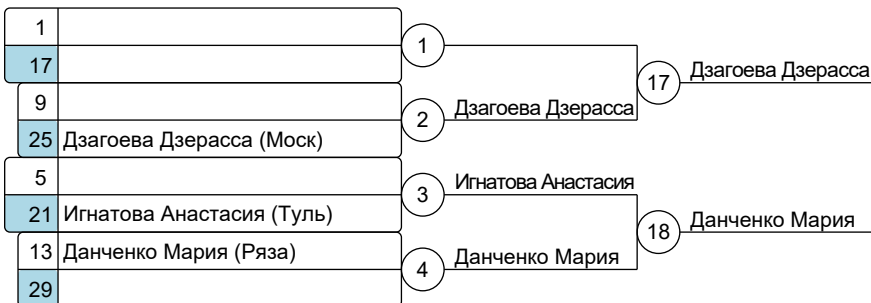 1
17
1
17 Дзагоева Дзерасса
9
25 Дзагоева Дзерасса (Моск)
2 Дзагоева Дзерасса
5
21 Игнатова Анастасия (Туль)
3 Игнатова Анастасия
18 Данченко Мария
13 Данченко Мария (Ряза)
29
4 Данченко Мария